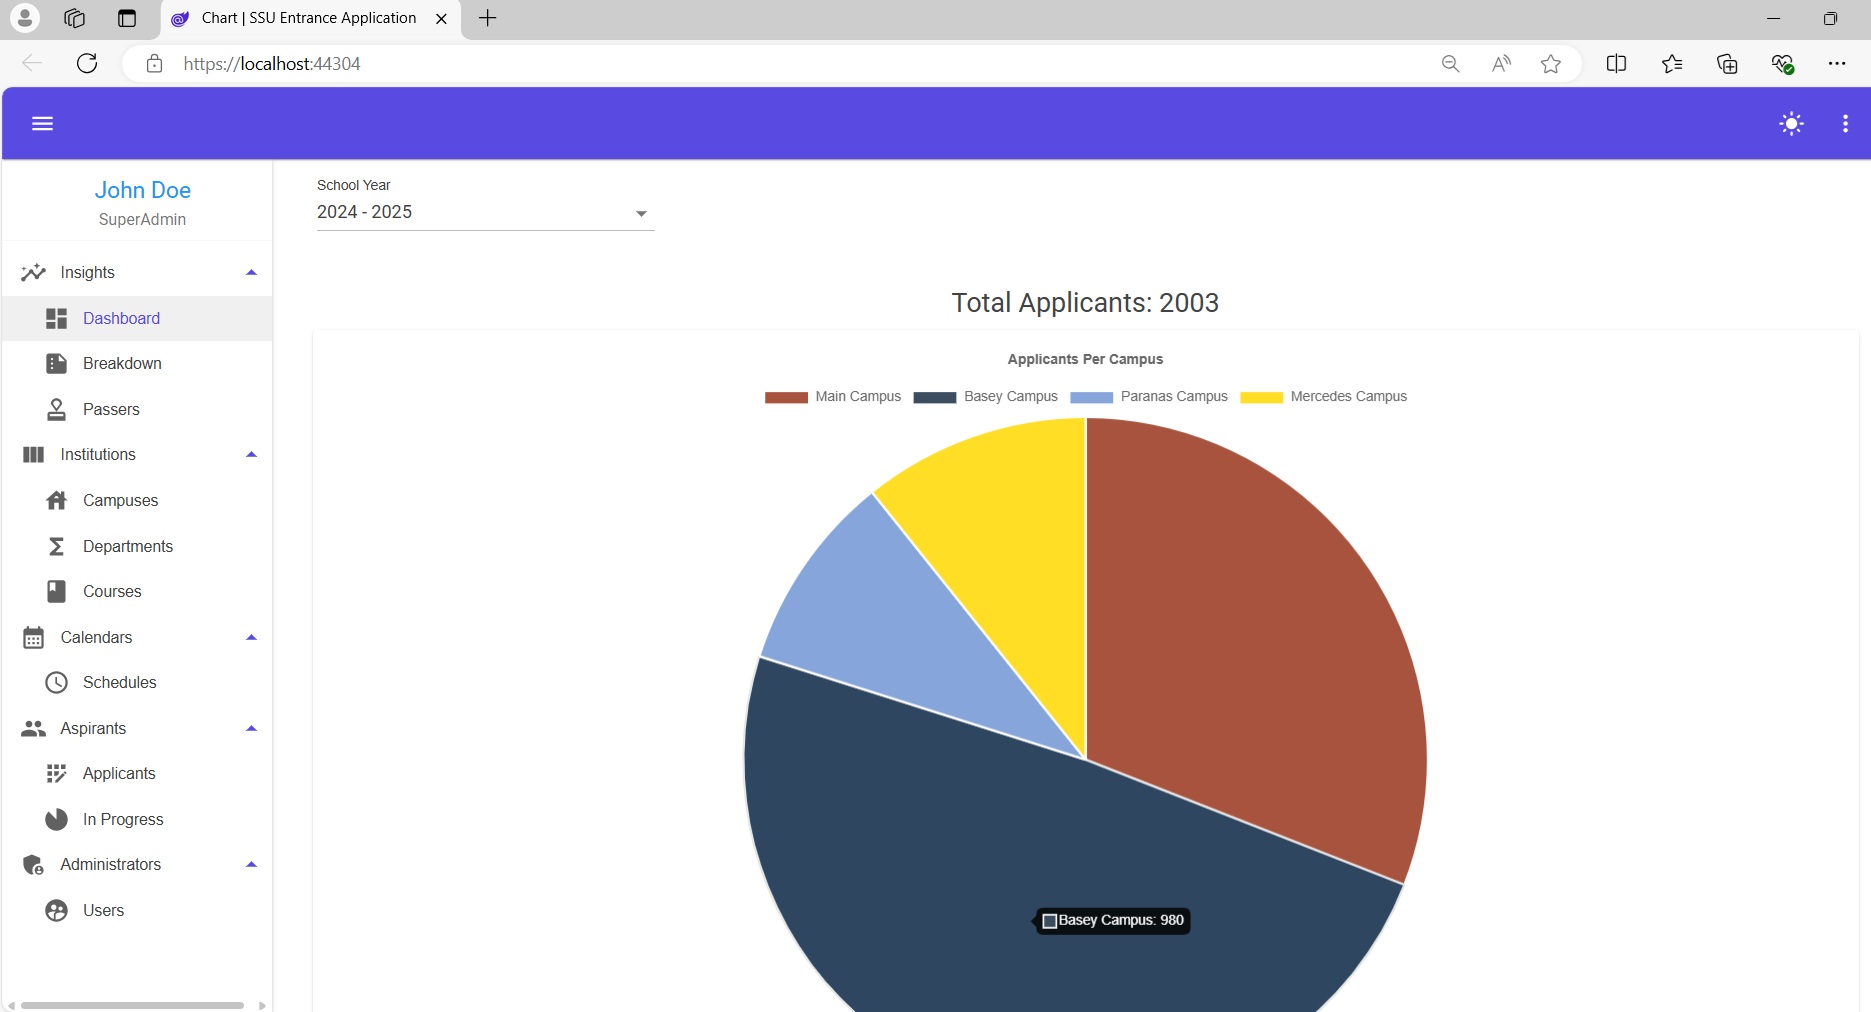 Chart | SSU Entrance Application
https://localhost:44304
John Doe
SuperAdmin
Insights
Dashboard
Breakdown
Passers
Institutions
Campuses
Departments
Courses
Calendars
Schedules
Aspirants
Applicants
In Progress
Administrators
Users
School Year
2024 - 2025
Total Applicants: 2003
Applicants Per Campus
Main Campus Basey Campus Paranas Campus Mercedes Campus
Basey Campus: 980